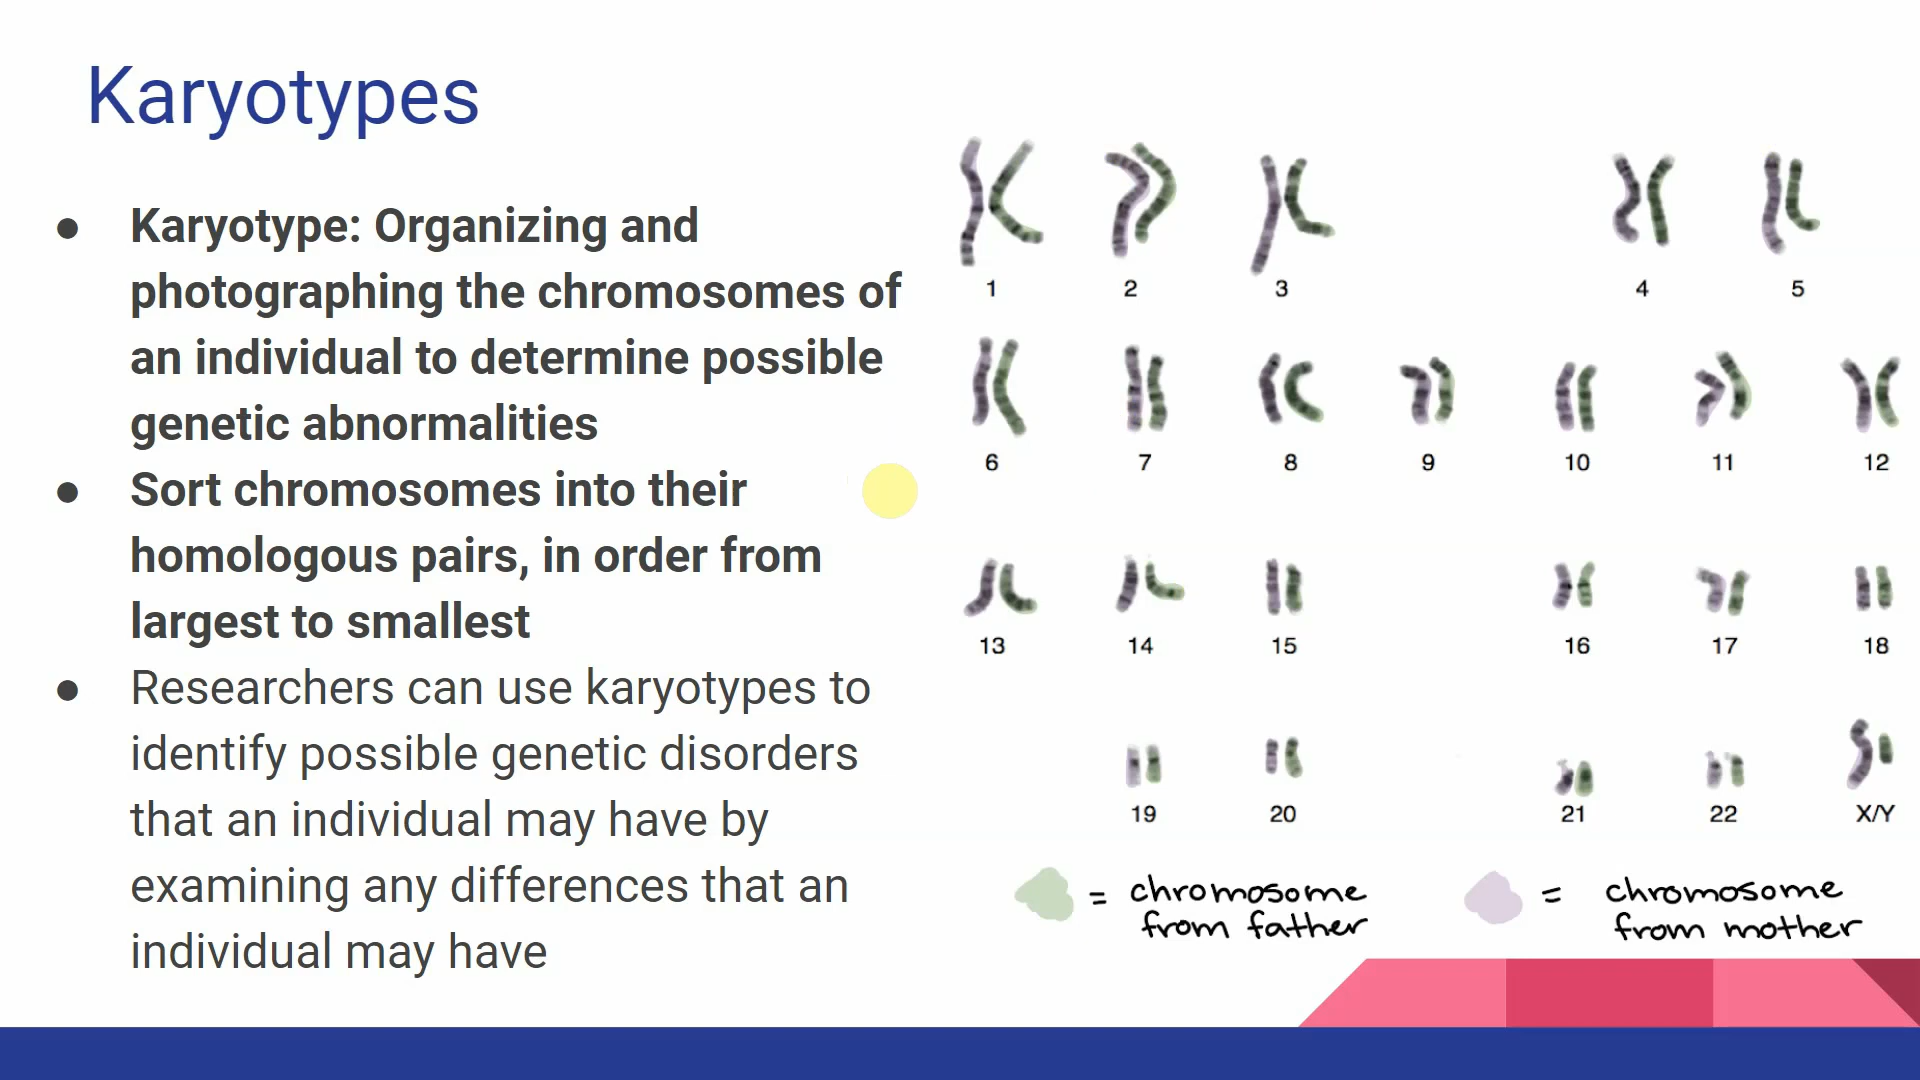 Karyotypes
● Karyotype: Organizing and
photographing the chromosomes of
an individual to determine possible
genetic abnormalities
● Sort chromosomes into their
homologous pairs, in order from
largest to smallest
● Researchers can use karyotypes to
identify possible genetic disorders
that an individual may have by
examining any differences that an
individual may have
1 2 3 4 5
6 7 8 9 10 11 12
13 14 15 16 17 18
19 20 21 22 X/Y
= chromosome
from father
= chromosome
from mother